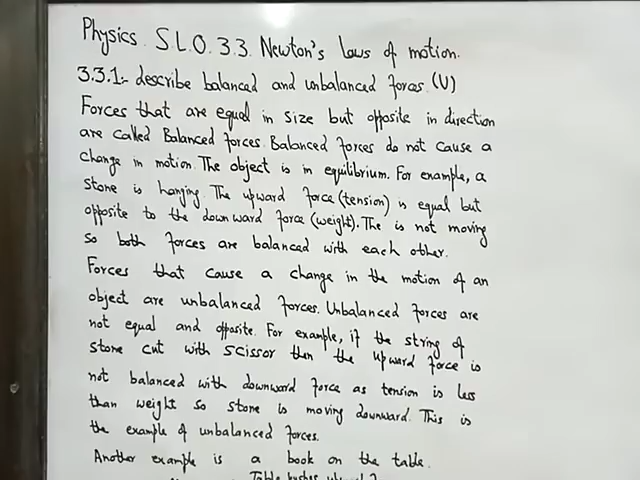 Physics S.L.O. 3.3. Newton's laws of motion.
3.3.1:- describe balanced and unbalanced forces (U)
Forces that are equal in size but opposite in direction
are called Balanced forces. Balanced forces do not cause a
change in motion. The object is in equilibrium. For example, a
stone is hanging. The upward force (tension) is equal but
opposite to the downward force (weight). The is not moving
so both forces are balanced with each other.
Forces that cause a change in the motion of an
object are unbalanced forces. Unbalanced forces are
not equal and opposite. For example, if the string of
stone cut with scissor then the upward force is
not balanced with downward force as tension is less
than weight so stone is moving downward. This is
the example of unbalanced forces.
Another example is a book on the table.
Table pushes